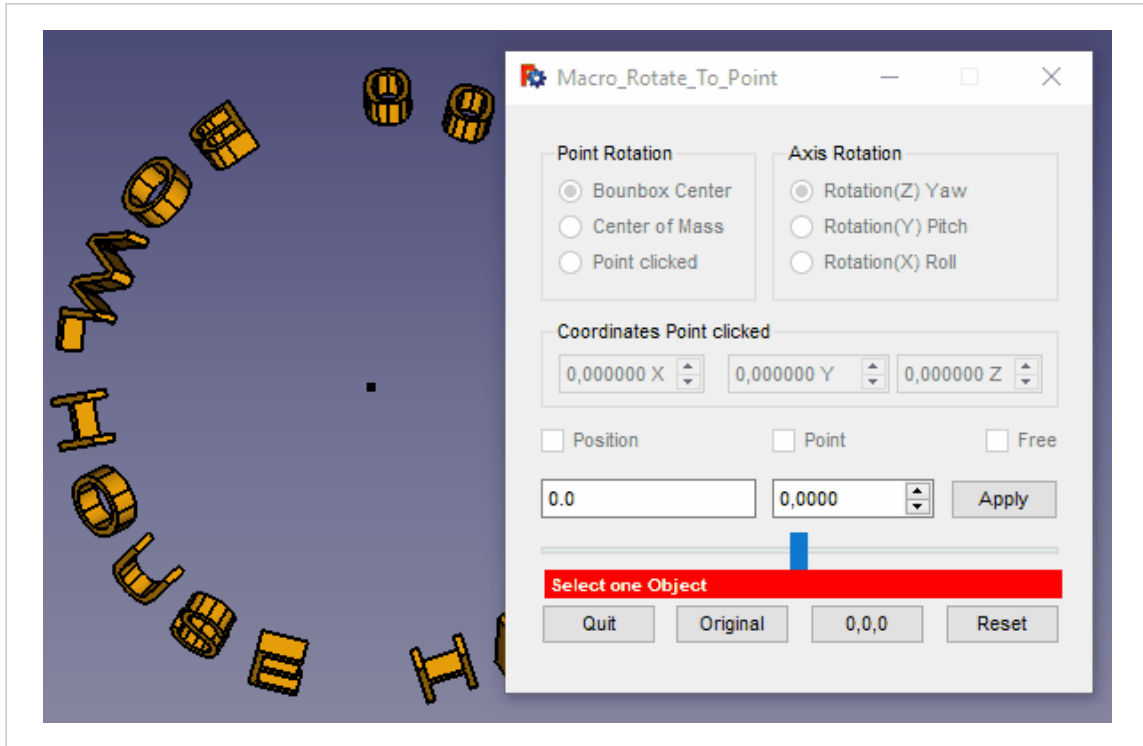 Macro_Rotate_To_Point
Point Rotation
Axis Rotation
Bounbox Center
Rotation(Z) Yaw
Center of Mass
Rotation(Y) Pitch
Point clicked
Rotation(X) Roll
Coordinates Point clicked
0,000000 X
0,000000 Y
0,000000 Z
Position
Point
Free
0.0
0,0000
Apply
Select one Object
Quit
Original
0,0,0
Reset
HOUSE